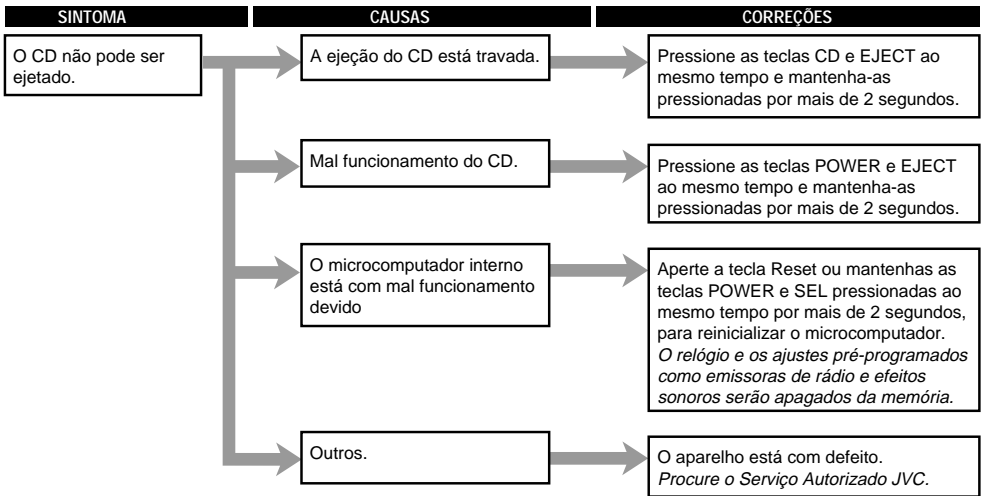 SINTOMA
CAUSAS
CORREÇÕES
O CD não pode ser
ejetado.
A ejeção do CD está travada.
Pressione as teclas CD e EJECT ao
mesmo tempo e mantenha-as
pressionadas por mais de 2 segundos.
Mal funcionamento do CD.
Pressione as teclas POWER e EJECT
ao mesmo tempo e mantenha-as
pressionadas por mais de 2 segundos.
O microcomputador interno
está com mal funcionamento
devido
Aperte a tecla Reset ou mantenhas as
teclas POWER e SEL pressionadas ao
mesmo tempo por mais de 2 segundos,
para reinicializar o microcomputador.
O relógio e os ajustes pré-programados
como emissoras de rádio e efeitos
sonoros serão apagados da memória.
Outros.
O aparelho está com defeito.
Procure o Serviço Autorizado JVC.